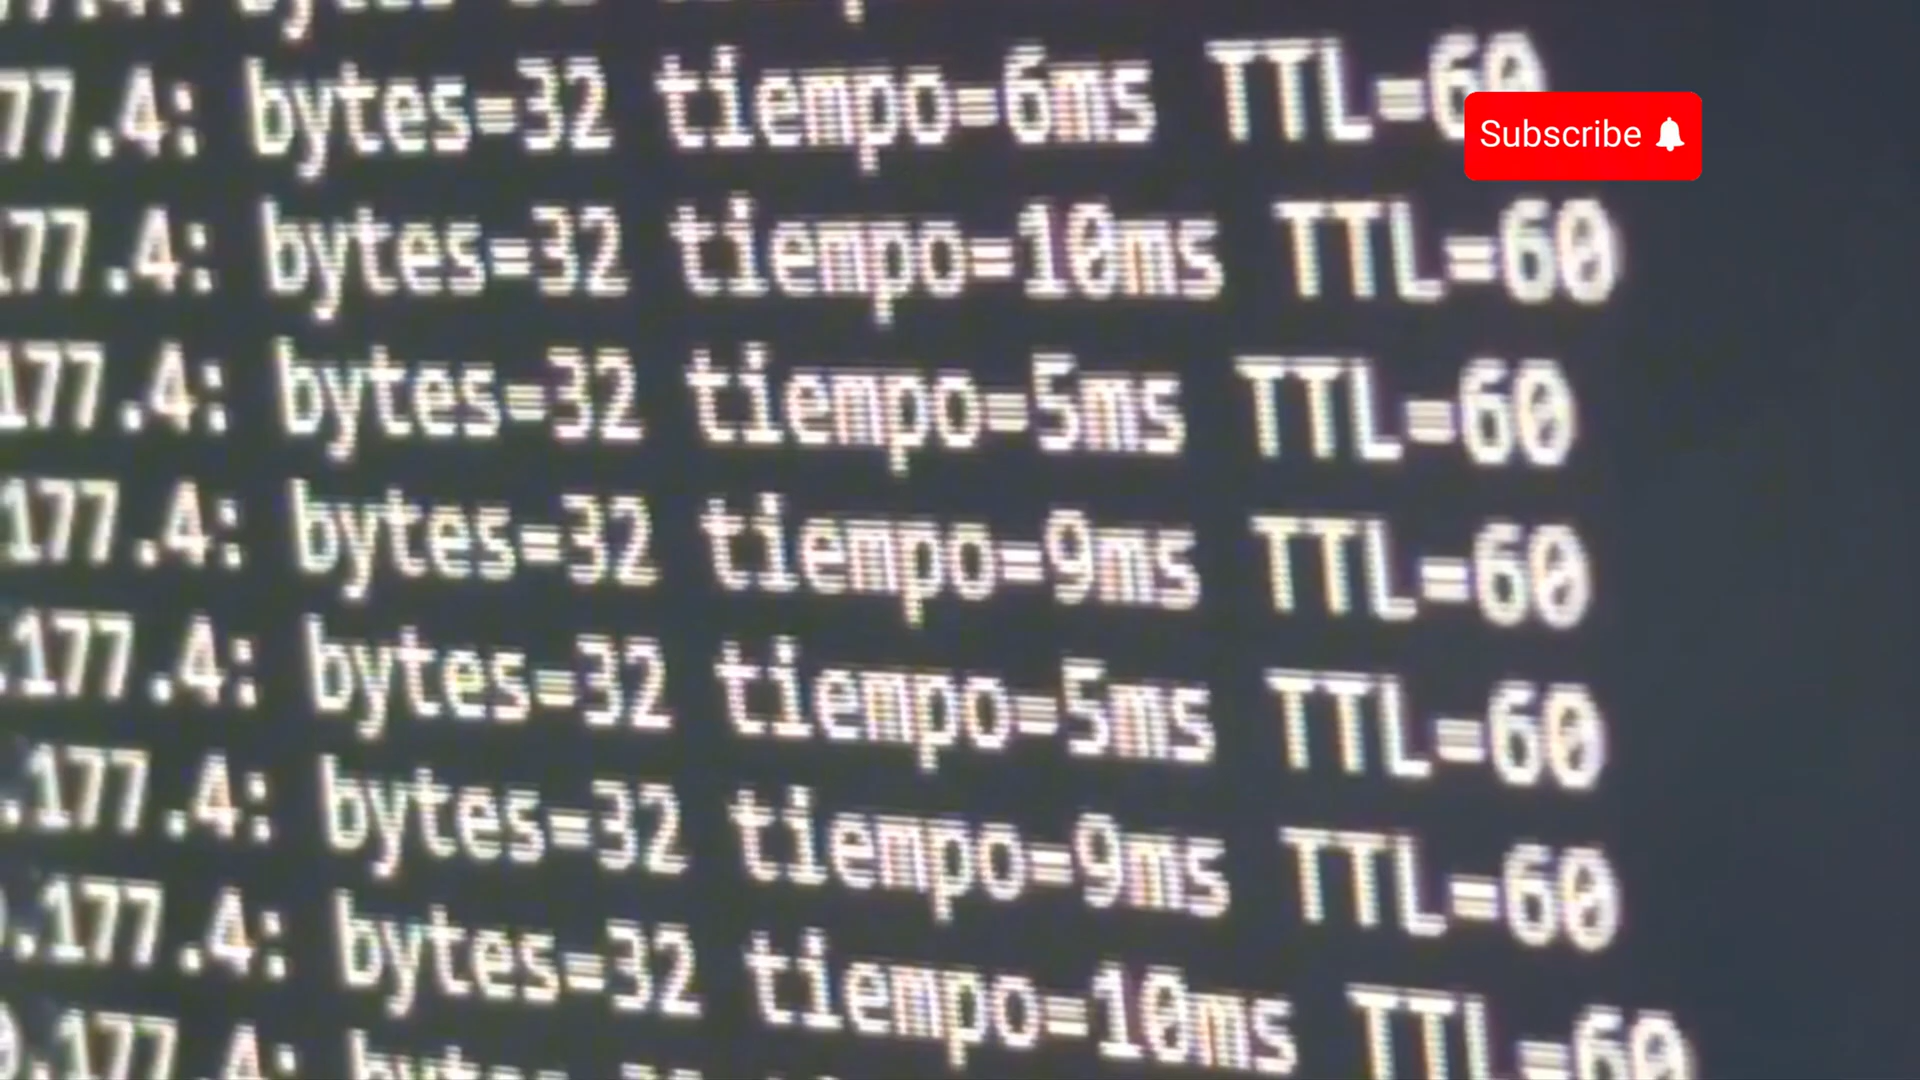 77.4: bytes=32 tiempo=6ms TTL=60
Subscribe
77.4: bytes=32 tiempo=10ms TTL=60
177.4: bytes=32 tiempo=5ms TTL=60
177.4: bytes=32 tiempo=9ms TTL=60
.177.4: bytes=32 tiempo=5ms TTL=60
.177.4: bytes=32 tiempo=9ms TTL=60
.177.4: bytes=32 tiempo=10ms TTL=60
.177.4: